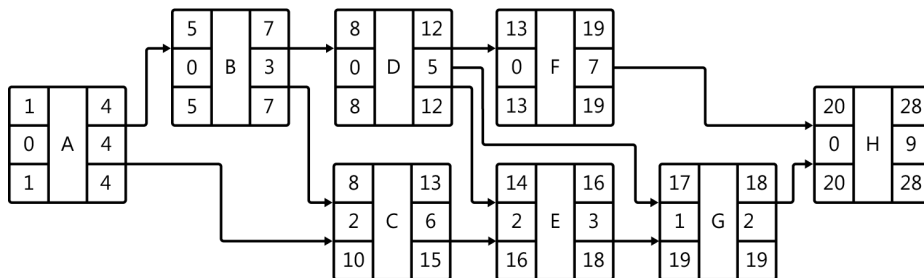 1 4
0 A 4
1 4
5 7
0 B 3
5 7
8 12
0 D 5
8 12
13 19
0 F 7
13 19
8 13
2 C 6
10 15
14 16
2 E 3
16 18
17 18
1 G 2
19 19
20 28
0 H 9
20 28